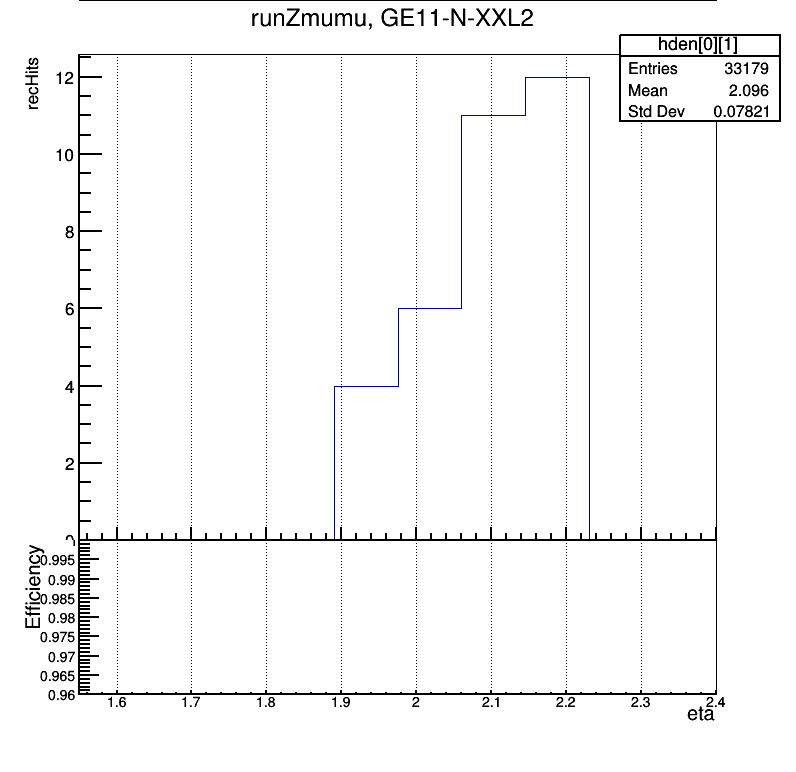 runZmumu, GE11-N-XXL2
hden[0][1]
Entries 33179
Mean 2.096
Std Dev 0.07821
recHits
12
10
8
6
4
2
0
Efficiency
0.995
0.99
0.985
0.98
0.975
0.97
0.965
0.96
1.6 1.7 1.8 1.9 2 2.1 2.2 2.3 2.4
eta